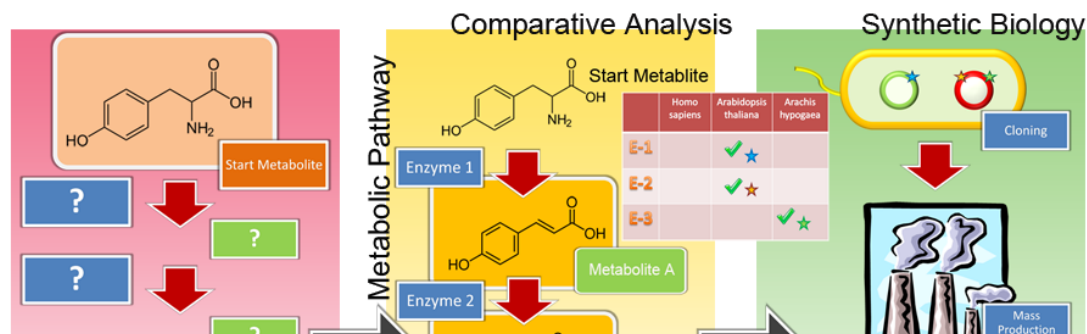 Comparative Analysis
Synthetic Biology
HO
O
OH
NH₂
Start Metabolite
?
?
?
?
Metabolic Pathway
HO
O
OH
NH₂
Start Metablite
Enzyme 1
HO
O
OH
Metabolite A
Enzyme 2
Homo sapiens
Arabidopsis thaliana
Arachis hypogaea
E-1
E-2
E-3
Cloning
Mass
Production